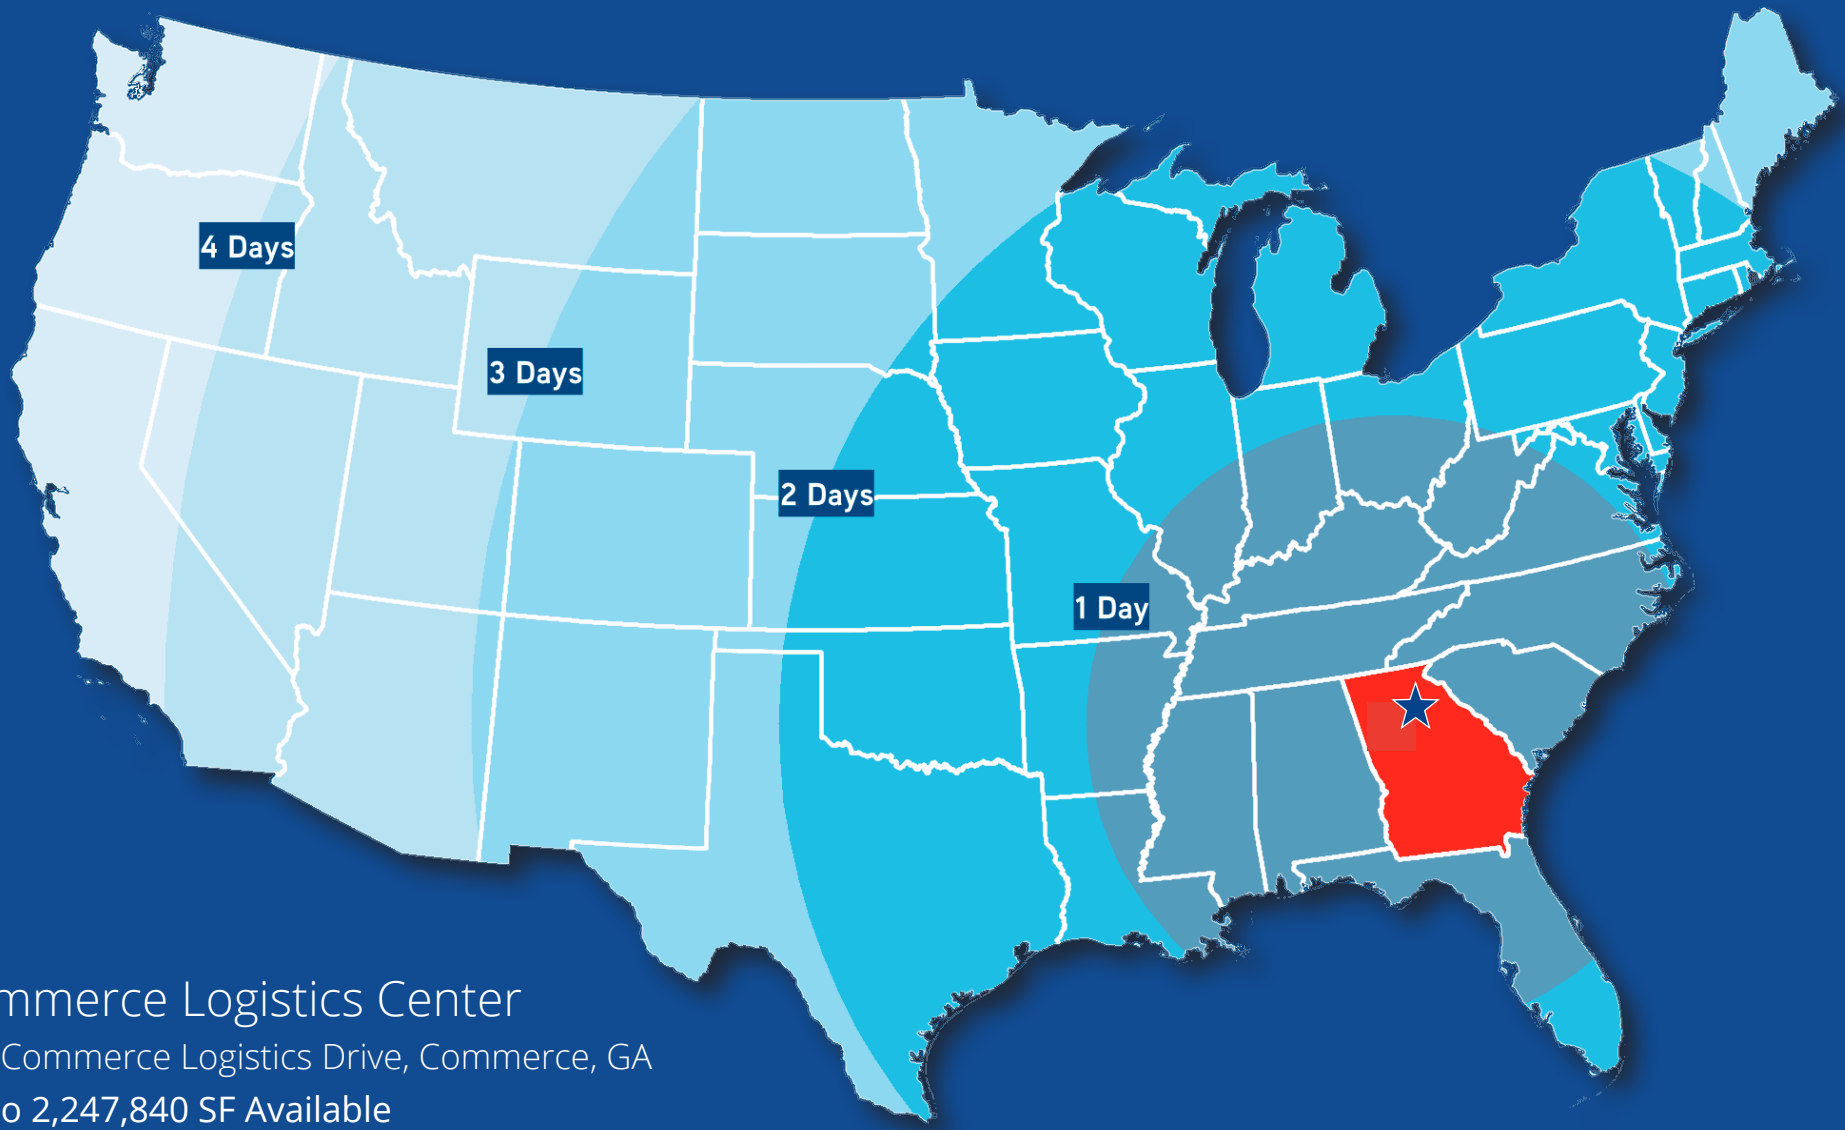 4 Days
3 Days
2 Days
1 Day
mmerce Logistics Center
Commerce Logistics Drive, Commerce, GA
o 2,247,840 SF Available